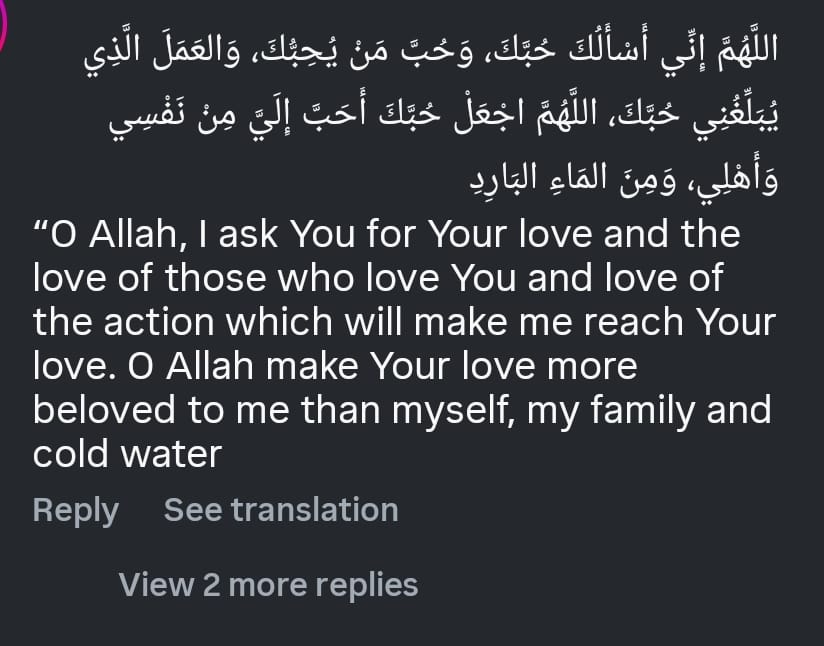 اللَّهُمَّ إِنِّي أَسْأَلُكَ حُبَّكَ، وَحُبَّ مَنْ يُحِبُّكَ، وَالعَمَلَ الَّذِي
يُبَلِّغُنِي حُبَّكَ، اللَّهُمَّ اجْعَلْ حُبَّكَ أَحَبَّ إِلَيَّ مِنْ نَفْسِي
وَأَهْلِي، وَمِنَ المَاءِ البَارِدِ
“O Allah, I ask You for Your love and the
love of those who love You and love of
the action which will make me reach Your
love. O Allah make Your love more
beloved to me than myself, my family and
cold water
Reply See translation
View 2 more replies